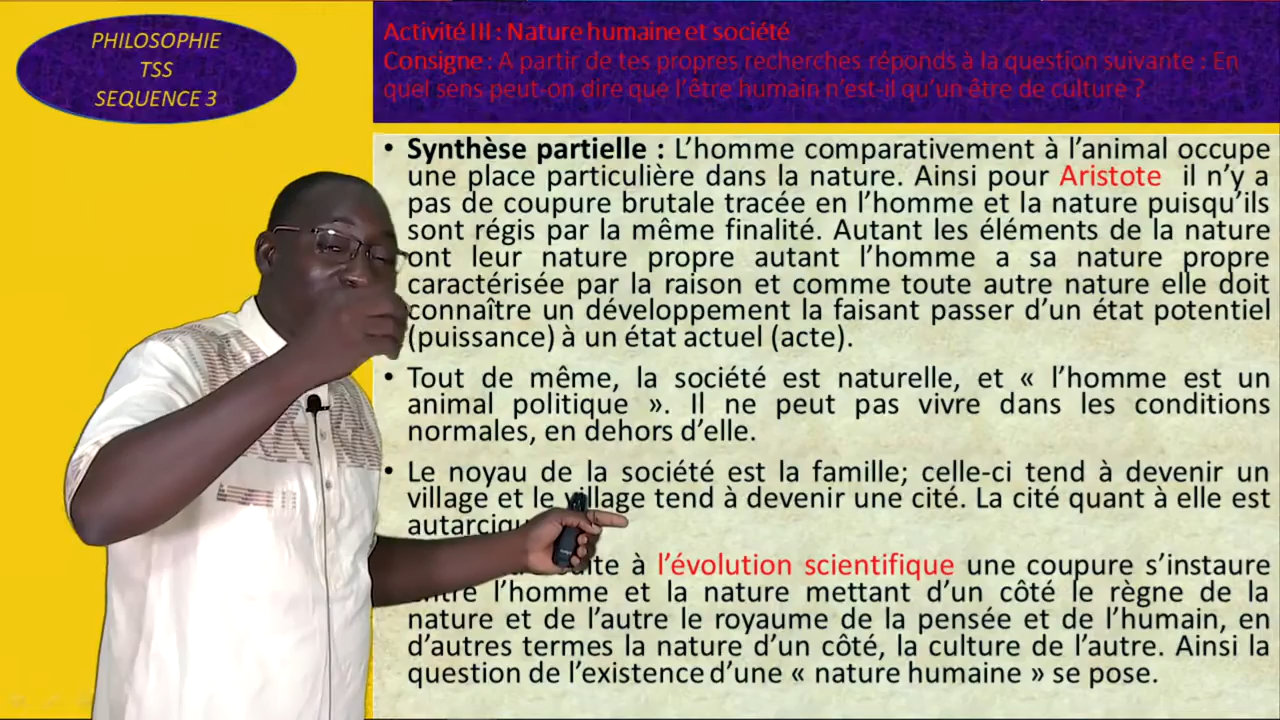 PHILOSOPHIE
TSS
SEQUENCE 3
Activité III : Nature humaine et société
Consigne : A partir de tes propres recherches réponds à la question suivante : En
quel sens peut-on dire que l'être humain n'est-il qu'un être de culture ?
• Synthèse partielle : L'homme comparativement à l'animal occupe
une place particulière dans la nature. Ainsi pour Aristote il n'y a
pas de coupure brutale tracée en l'homme et la nature puisqu'ils
sont régis par la même finalité. Autant les éléments de la nature
ont leur nature propre autant l'homme a sa nature propre
caractérisée par la raison et comme toute autre nature elle doit
connaître un développement la faisant passer d'un état potentiel
(puissance) à un état actuel (acte).
• Tout de même, la société est naturelle, et « l'homme est un
animal politique ». Il ne peut pas vivre dans les conditions
normales, en dehors d'elle.
• Le noyau de la société est la famille; celle-ci tend à devenir un
village et le village tend à devenir une cité. La cité quant à elle est
à l'évolution scientifique une coupure s'instaure
l'homme et la nature mettant d'un côté le règne de la
nature et de l'autre le royaume de la pensée et de l'humain, en
d'autres termes la nature d'un côté, la culture de l'autre. Ainsi la
question de l'existence d'une « nature humaine » se pose.